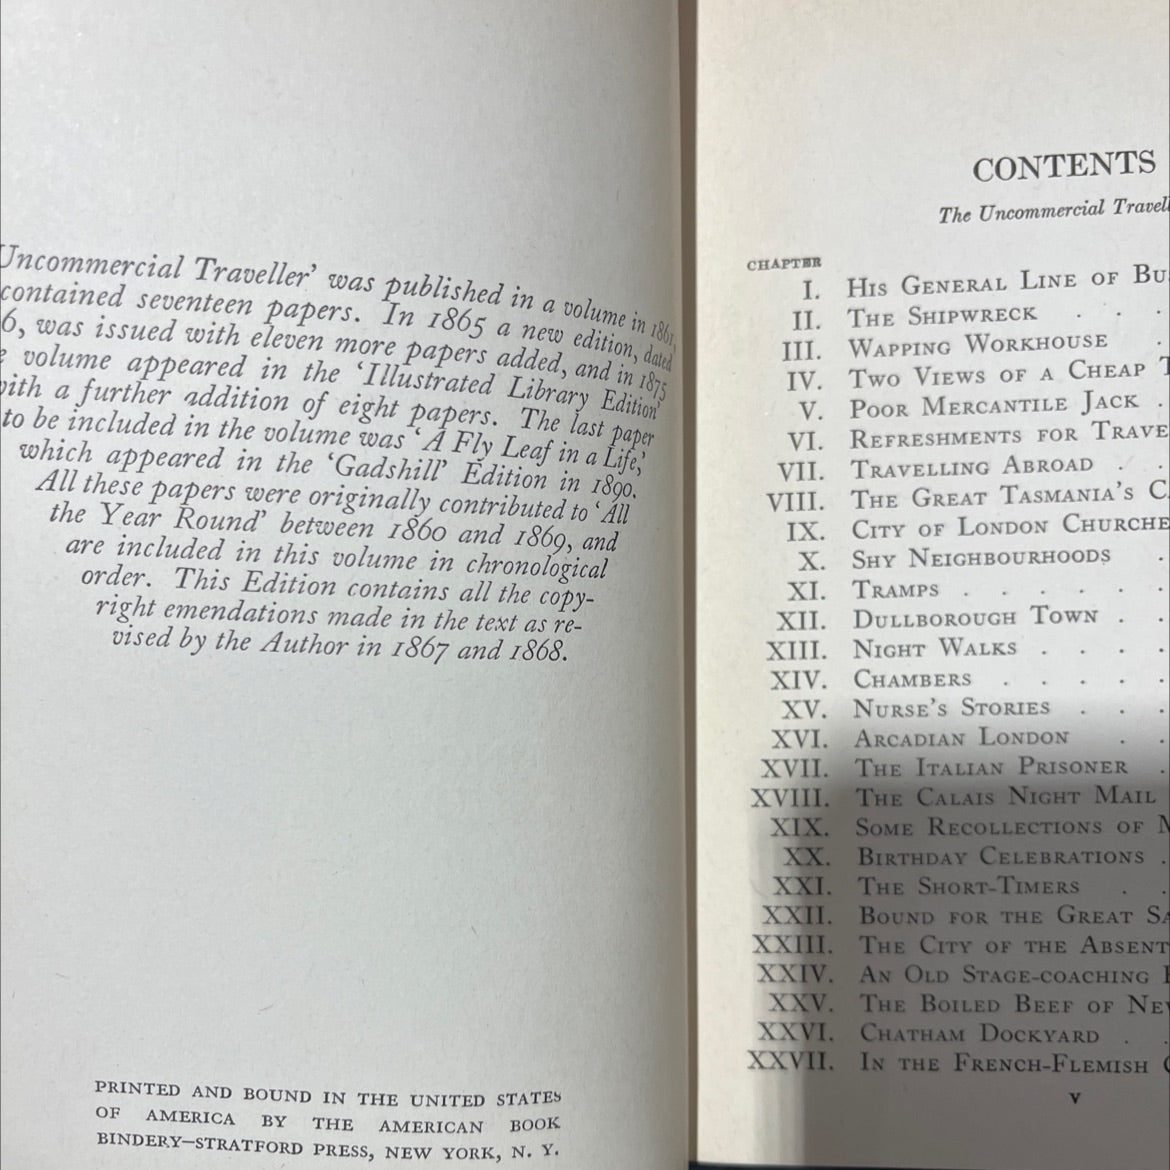 Uncommercial Traveller' was published in a volume in 1861,
contained seventeen papers. In 1865 a new edition, dated
6, was issued with eleven more papers added, and in 1875
e volume appeared in the 'Illustrated Library Edition'
with a further addition of eight papers. The last paper
to be included in the volume was 'A Fly Leaf in a Life,'
which appeared in the 'Gadshill' Edition in 1890.
All these papers were originally contributed to 'All
the Year Round' between 1860 and 1869, and
are included in this volume in chronological
order. This Edition contains all the copy-
right emendations made in the text as re-
vised by the Author in 1867 and 1868.
PRINTED AND BOUND IN THE UNITED STATES
OF AMERICA BY THE AMERICAN BOOK
BINDERY—STRATFORD PRESS, NEW YORK, N. Y.
CONTENTS
The Uncommercial Travell
CHAPTER
I. HIS GENERAL LINE OF BU
II. THE SHIPWRECK . . .
III. WAPPING WORKHOUSE .
IV. TWO VIEWS OF A CHEAP T
V. POOR MERCANTILE JACK .
VI. REFRESHMENTS FOR TRAVE
VII. TRAVELLING ABROAD . .
VIII. THE GREAT TASMANIA'S CA
IX. CITY OF LONDON CHURCHE
X. SHY NEIGHBOURHOODS .
XI. TRAMPS . . . . . .
XII. DULLBOROUGH TOWN . .
XIII. NIGHT WALKS . . . .
XIV. CHAMBERS . . . . .
XV. NURSE'S STORIES . . .
XVI. ARCADIAN LONDON . .
XVII. THE ITALIAN PRISONER .
XVIII. THE CALAIS NIGHT MAIL
XIX. SOME RECOLLECTIONS OF M
XX. BIRTHDAY CELEBRATIONS .
XXI. THE SHORT-TIMERS . .
XXII. BOUND FOR THE GREAT SA
XXIII. THE CITY OF THE ABSENT
XXIV. AN OLD STAGE-COACHING H
XXV. THE BOILED BEEF OF NEW
XXVI. CHATHAM DOCKYARD . .
XXVII. IN THE FRENCH-FLEMISH C
v